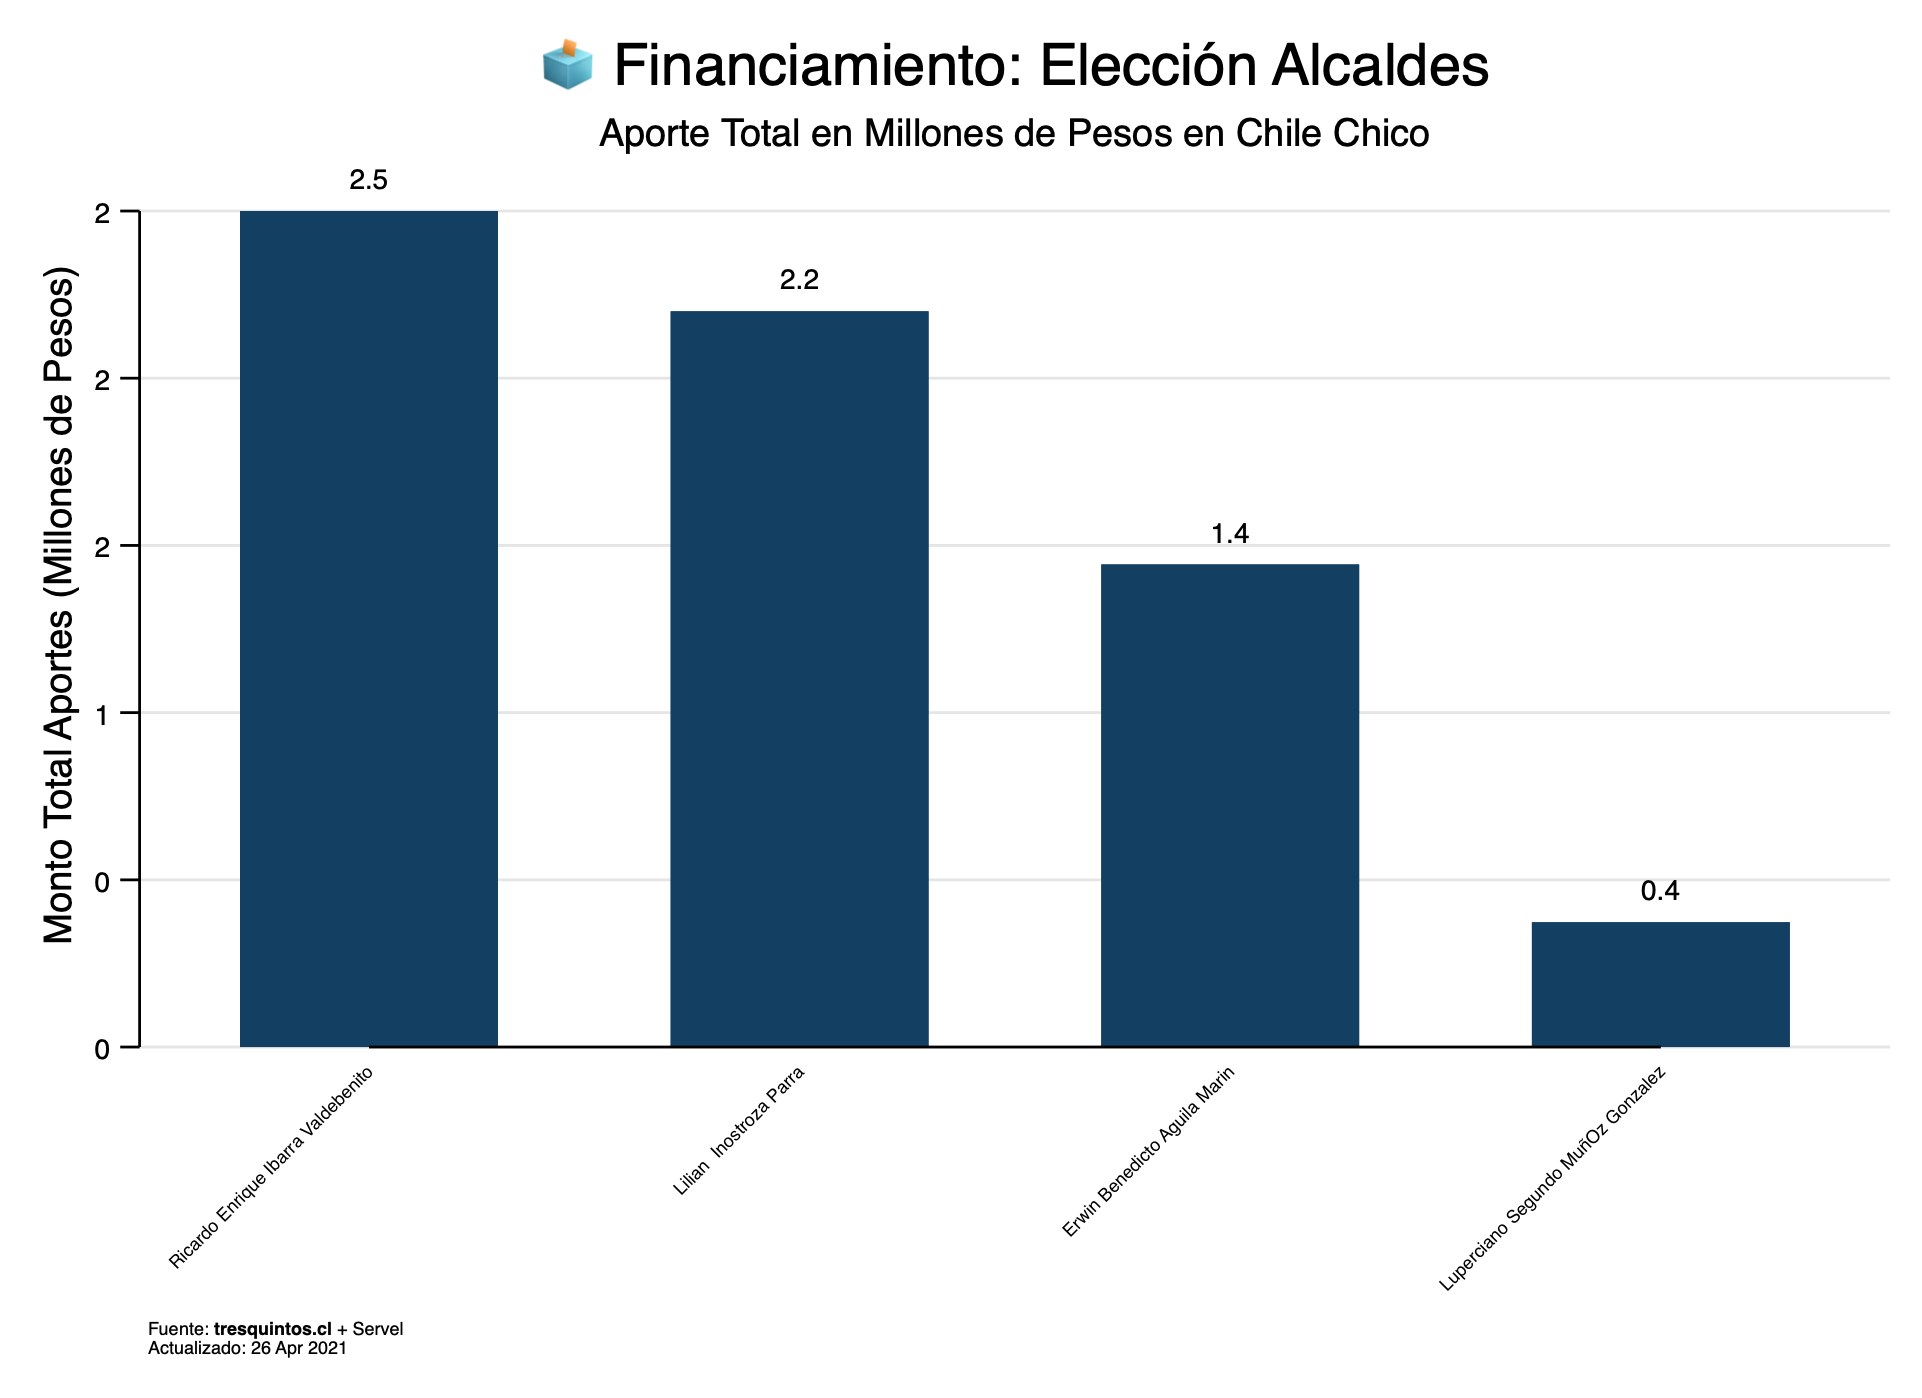 Financiamiento: Elección Alcaldes
Aporte Total en Millones de Pesos en Chile Chico
Monto Total Aportes (Millones de Pesos)
2
2
2
1
0
0
2.5
2.2
1.4
0.4
Ricardo Enrique Ibarra Valdebenito
Lilian  Inostroza Parra
Erwin Benedicto Aguila Marin
Luperciano Segundo MuñOz Gonzalez
Fuente: tresquintos.cl + Servel
Actualizado: 26 Apr 2021